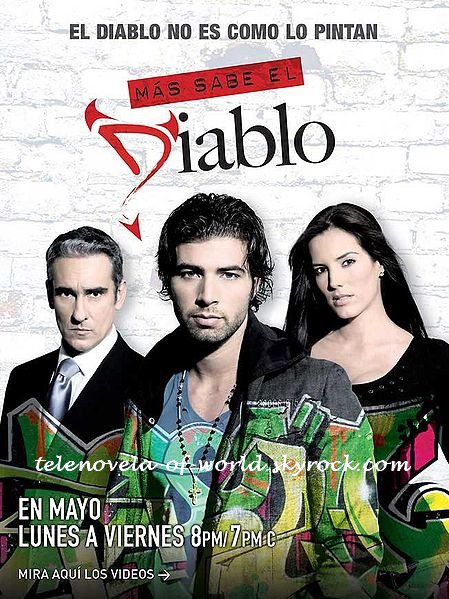 EL DIABLO NO ES COMO LO PINTAN
MÁS SABE EL
Diablo
telenovela-of-world.skyrock.com
EN MAYO
LUNES A VIERNES 8PM/7PM C
MIRA AQUÍ LOS VIDEOS →